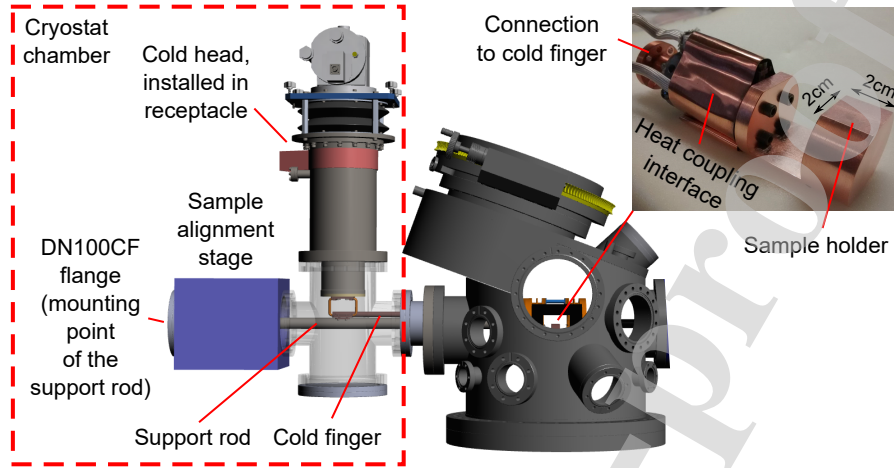 Cryostat
chamber
Cold head,
installed in
receptacle
Connection
to cold finger
2cm
2cm
Heat coupling
interface
Sample holder
Sample
alignment
stage
DN100CF
flange
(mounting
point
of the
support rod)
Support rod
Cold finger